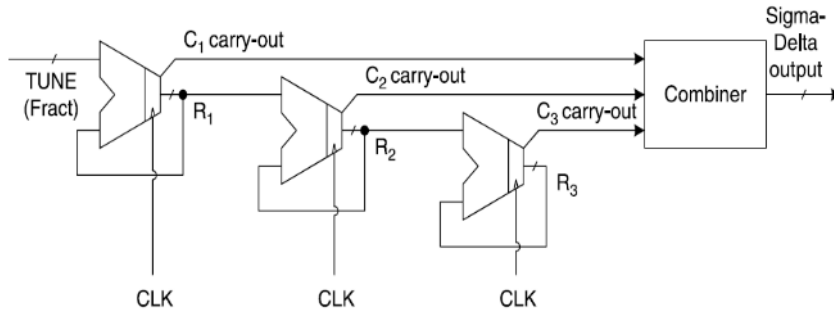 Sigma-
Delta
output
C1 carry-out
C2 carry-out
TUNE
(Fract)
R1
Combiner
C3 carry-out
R2
R3
CLK
CLK
CLK